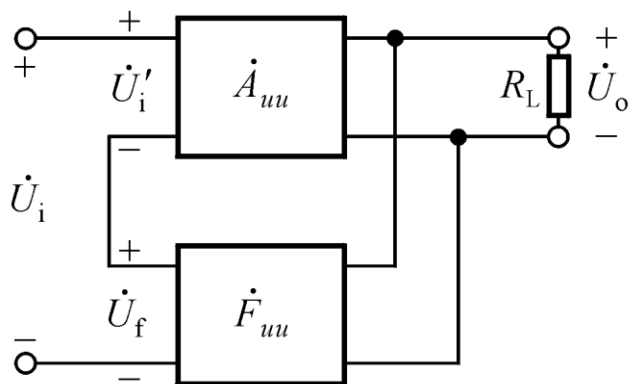 + + +
+ U̇i′ Ȧuu RL U̇o
− −
U̇i
+
U̇f Ḟuu
−
−